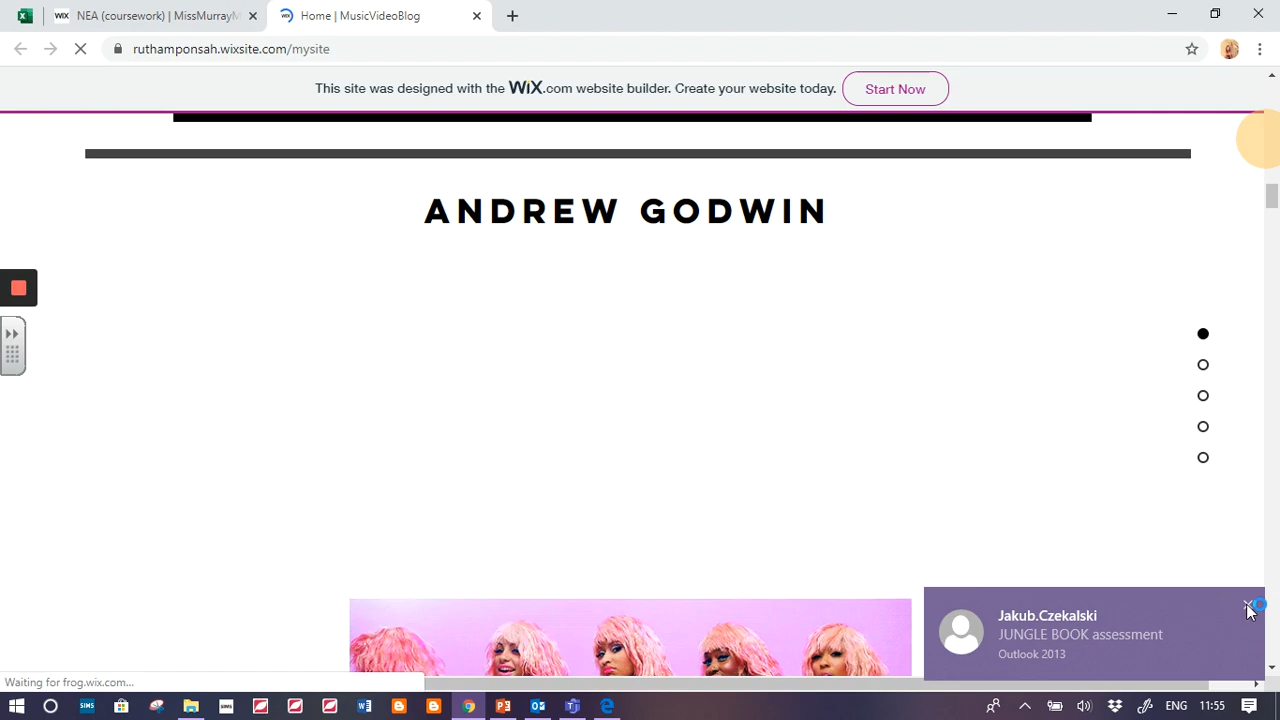 NEA (coursework) | MissMurrayM
Home | MusicVideoBlog
ruthamponsah.wixsite.com/mysite
This site was designed with the WiX.com website builder. Create your website today.
Start Now
ANDREW GODWIN
Jakub.Czekalski
JUNGLE BOOK assessment
Outlook 2013
Waiting for frog.wix.com...
ENG
11:55